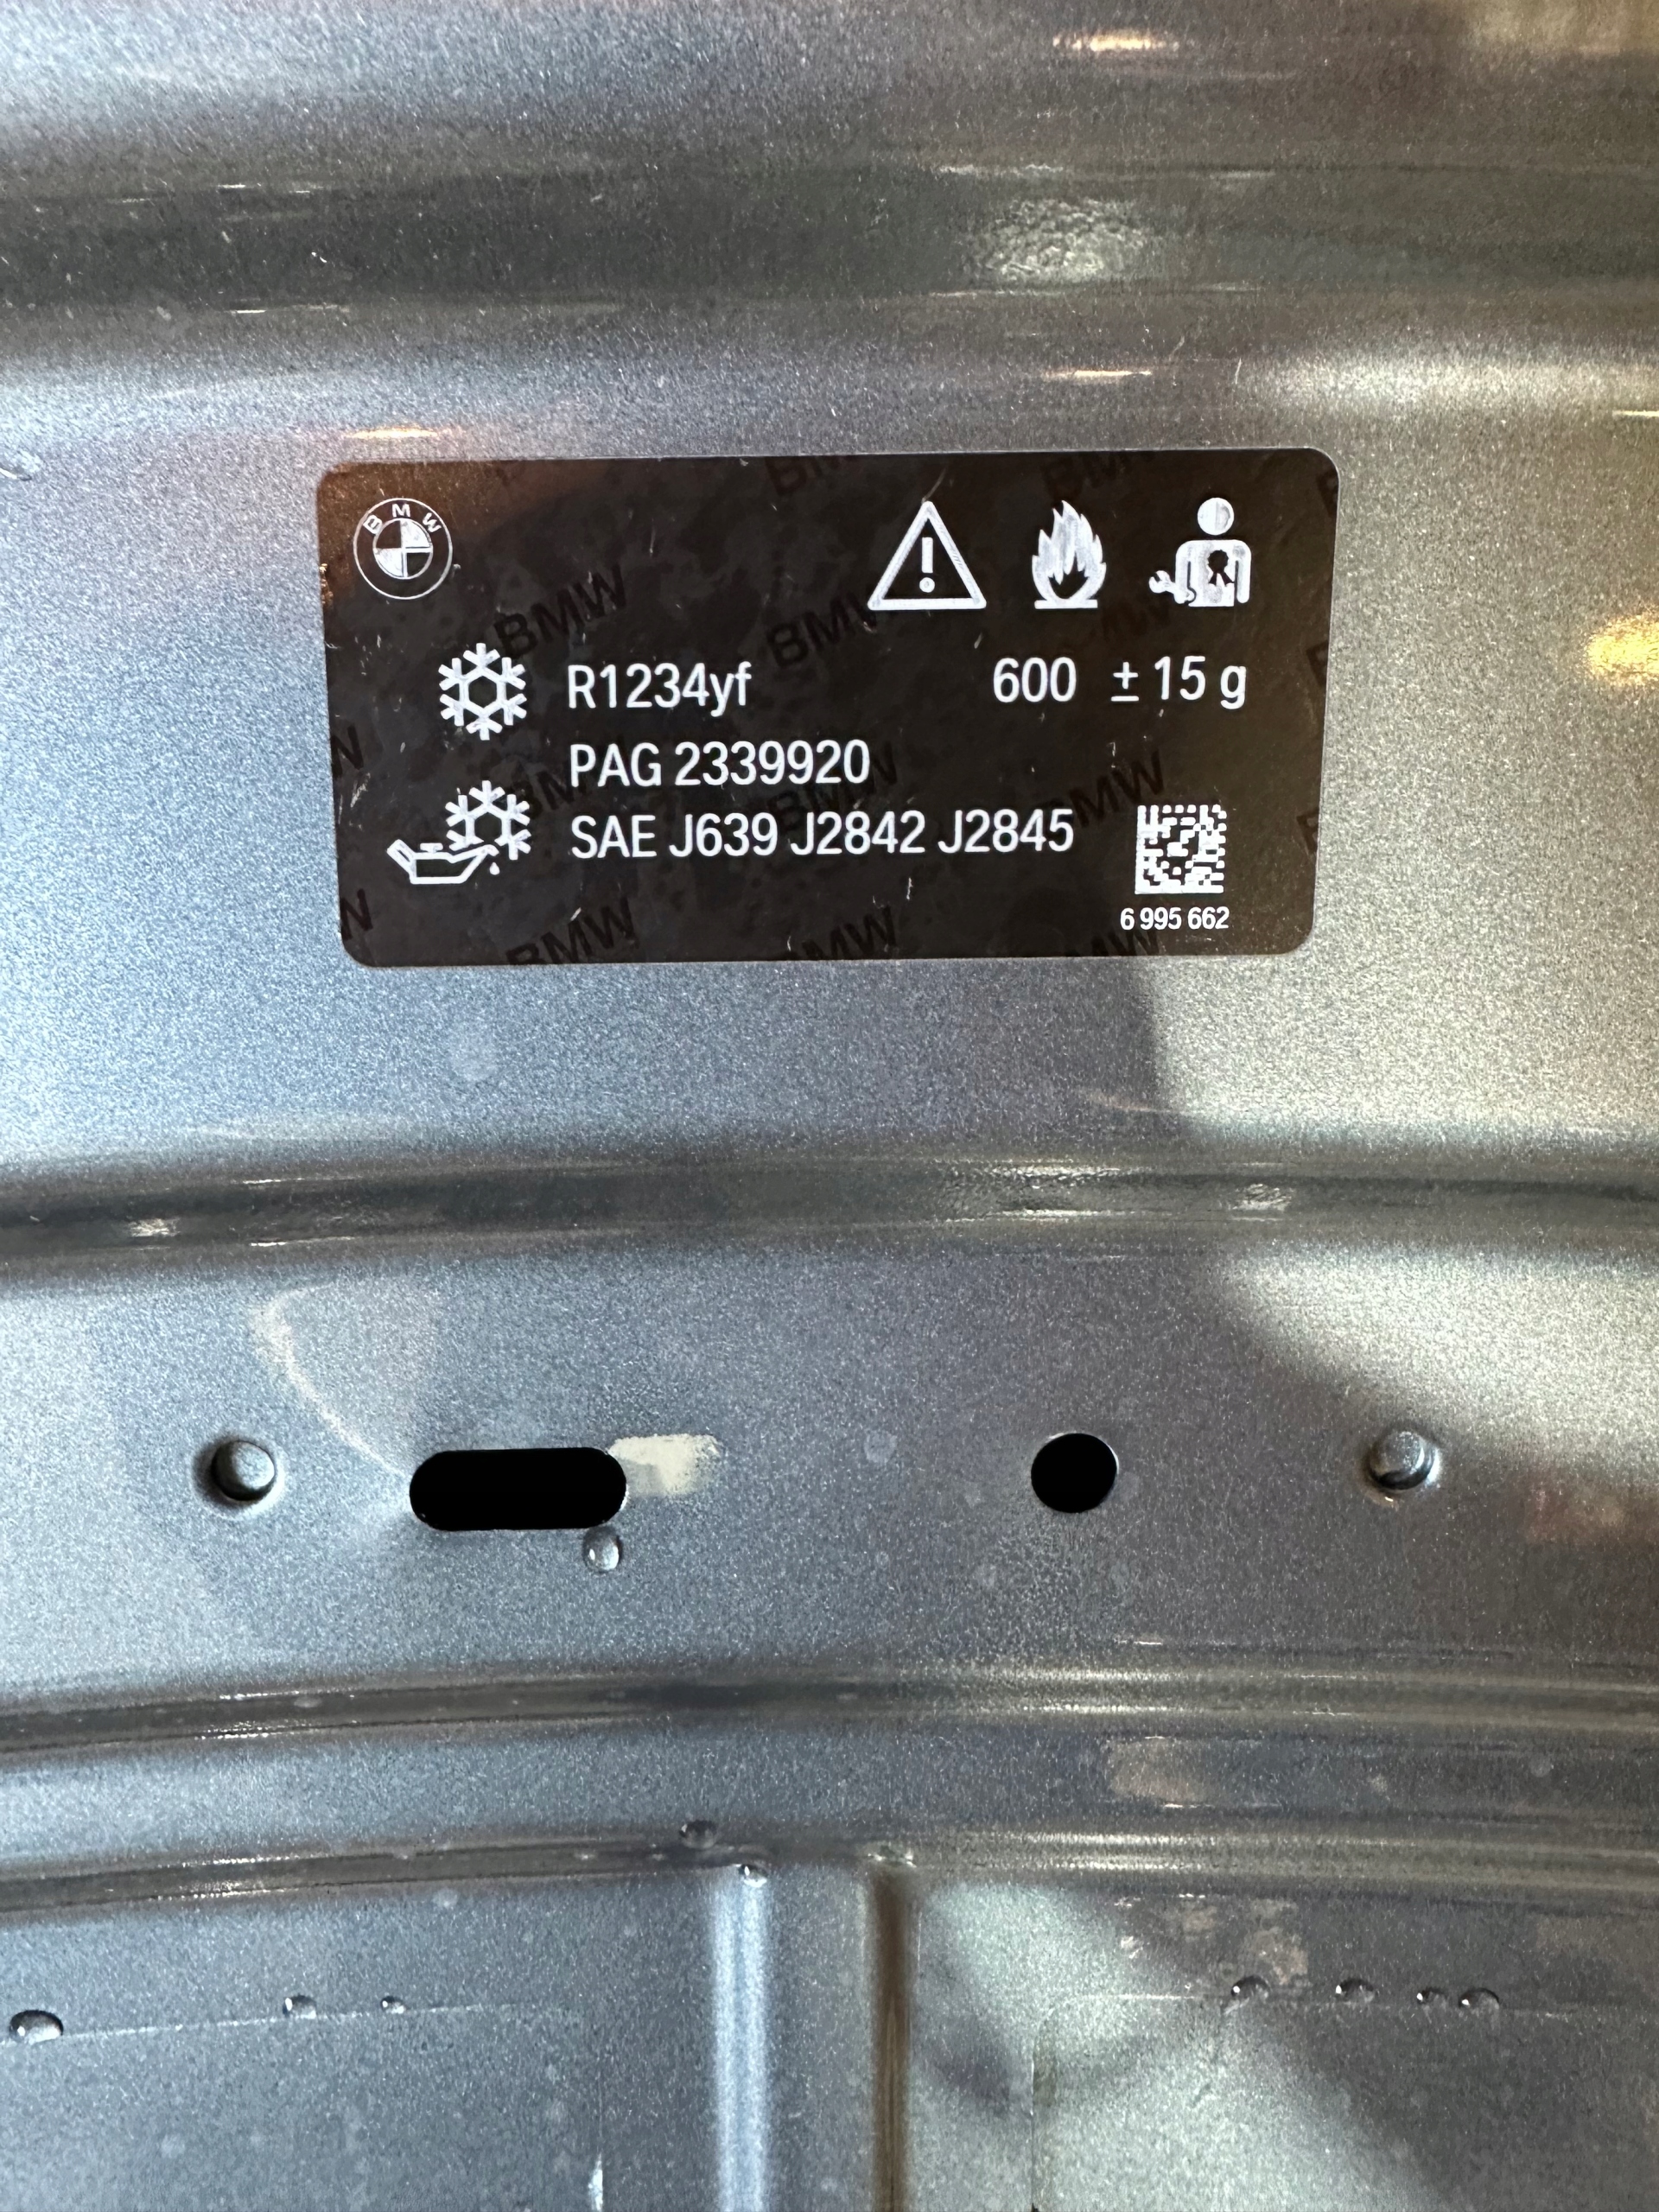 BMW
R1234yf 600 ± 15 g
PAG 2339920
SAE J639 J2842 J2845
6 995 662